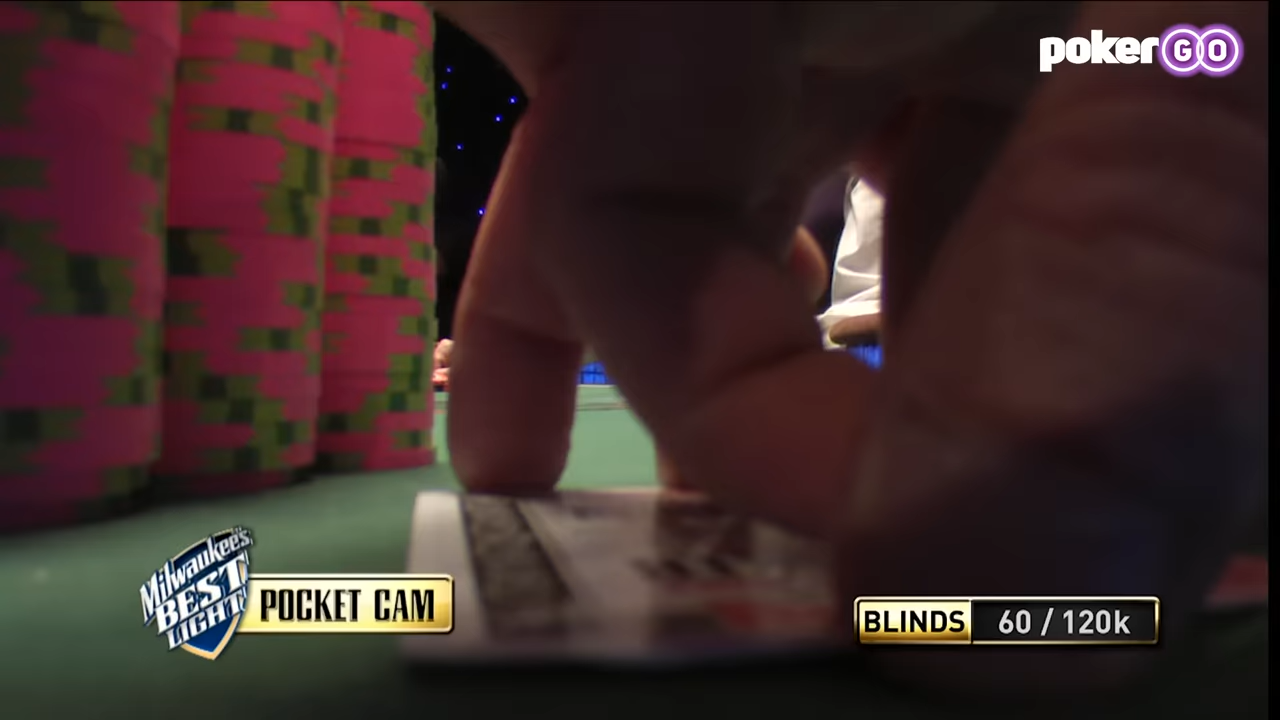 pokerGO
Milwaukee's
BEST
LIGHT
POCKET CAM
BLINDS 60 / 120k